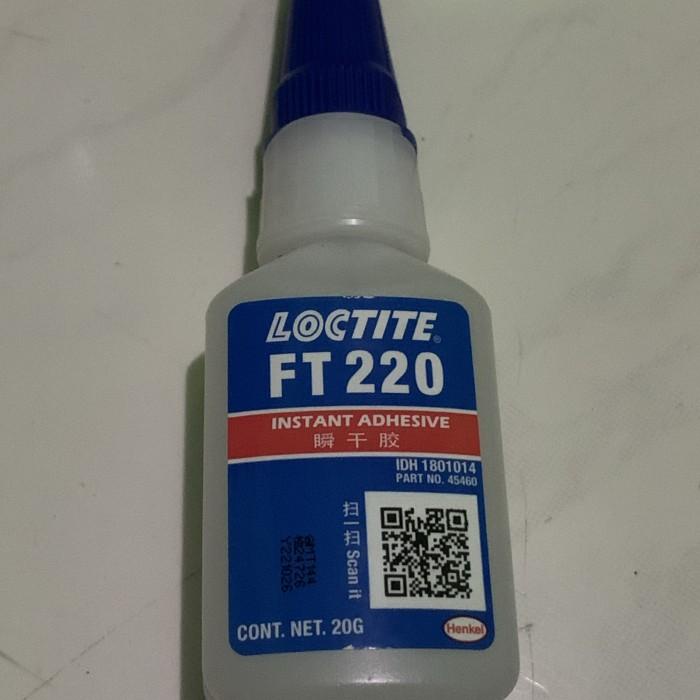 LOCTITE®
FT 220
INSTANT ADHESIVE
瞬干胶
IDH 1801014
PART NO. 45460
扫一扫 Scan it
Y221026
CONT. NET. 20G
Henkel